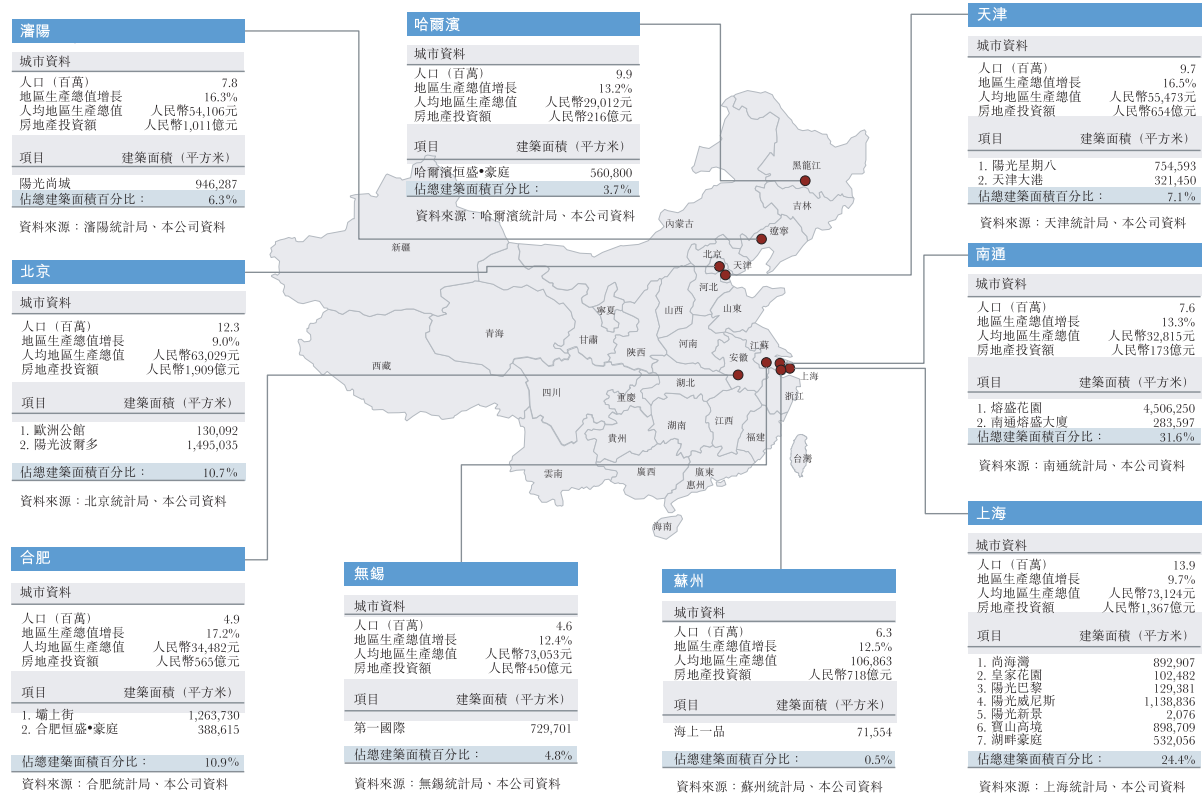 瀋陽
城市資料
人口（百萬） 7.8
地區生產總值增長 16.3%
人均地區生產總值 人民幣54,106元
房地產投資額 人民幣1,011億元
項目 建築面積（平方米）
陽光尚城 946,287
佔總建築面積百分比： 6.3%
資料來源：瀋陽統計局、本公司資料
哈爾濱
城市資料
人口（百萬） 9.9
地區生產總值增長 13.2%
人均地區生產總值 人民幣29,012元
房地產投資額 人民幣216億元
項目 建築面積（平方米）
哈爾濱恒盛•豪庭 560,800
佔總建築面積百分比： 3.7%
資料來源：哈爾濱統計局、本公司資料
天津
城市資料
人口（百萬） 9.7
地區生產總值增長 16.5%
人均地區生產總值 人民幣55,473元
房地產投資額 人民幣654億元
項目 建築面積（平方米）
1. 陽光星期八 754,593
2. 天津大港 321,450
佔總建築面積百分比： 7.1%
資料來源：天津統計局、本公司資料
北京
城市資料
人口（百萬） 12.3
地區生產總值增長 9.0%
人均地區生產總值 人民幣63,029元
房地產投資額 人民幣1,909億元
項目 建築面積（平方米）
1. 歐洲公館 130,092
2. 陽光波爾多 1,495,035
佔總建築面積百分比： 10.7%
資料來源：北京統計局、本公司資料
黑龍江
吉林
遼寧
內蒙古
新疆
北京
天津
河北
山西
山東
寧夏
青海
甘肅
陝西
河南
江蘇
安徽
上海
西藏
四川
重慶
湖北
浙江
湖南
江西
貴州
福建
雲南
廣西
廣東
惠州
台灣
海南
南通
城市資料
人口（百萬） 7.6
地區生產總值增長 13.3%
人均地區生產總值 人民幣32,815元
房地產投資額 人民幣173億元
項目 建築面積（平方米）
1. 熔盛花園 4,506,250
2. 南通熔盛大廈 283,597
佔總建築面積百分比： 31.6%
資料來源：南通統計局、本公司資料
合肥
城市資料
人口（百萬） 4.9
地區生產總值增長 17.2%
人均地區生產總值 人民幣34,482元
房地產投資額 人民幣565億元
項目 建築面積（平方米）
1. 壩上街 1,263,730
2. 合肥恒盛•豪庭 388,615
佔總建築面積百分比： 10.9%
資料來源：合肥統計局、本公司資料
無錫
城市資料
人口（百萬） 4.6
地區生產總值增長 12.4%
人均地區生產總值 人民幣73,053元
房地產投資額 人民幣450億元
項目 建築面積（平方米）
第一國際 729,701
佔總建築面積百分比： 4.8%
資料來源：無錫統計局、本公司資料
蘇州
城市資料
人口（百萬） 6.3
地區生產總值增長 12.5%
人均地區生產總值 106,863
房地產投資額 人民幣718億元
項目 建築面積（平方米）
海上一品 71,554
佔總建築面積百分比： 0.5%
資料來源：蘇州統計局、本公司資料
上海
城市資料
人口（百萬） 13.9
地區生產總值增長 9.7%
人均地區生產總值 人民幣73,124元
房地產投資額 人民幣1,367億元
項目 建築面積（平方米）
1. 尚海灣 892,907
2. 皇家花園 102,482
3. 陽光巴黎 129,381
4. 陽光威尼斯 1,138,836
5. 陽光新景 2,076
6. 寶山高境 898,709
7. 湖畔豪庭 532,056
佔總建築面積百分比： 24.4%
資料來源：上海統計局、本公司資料